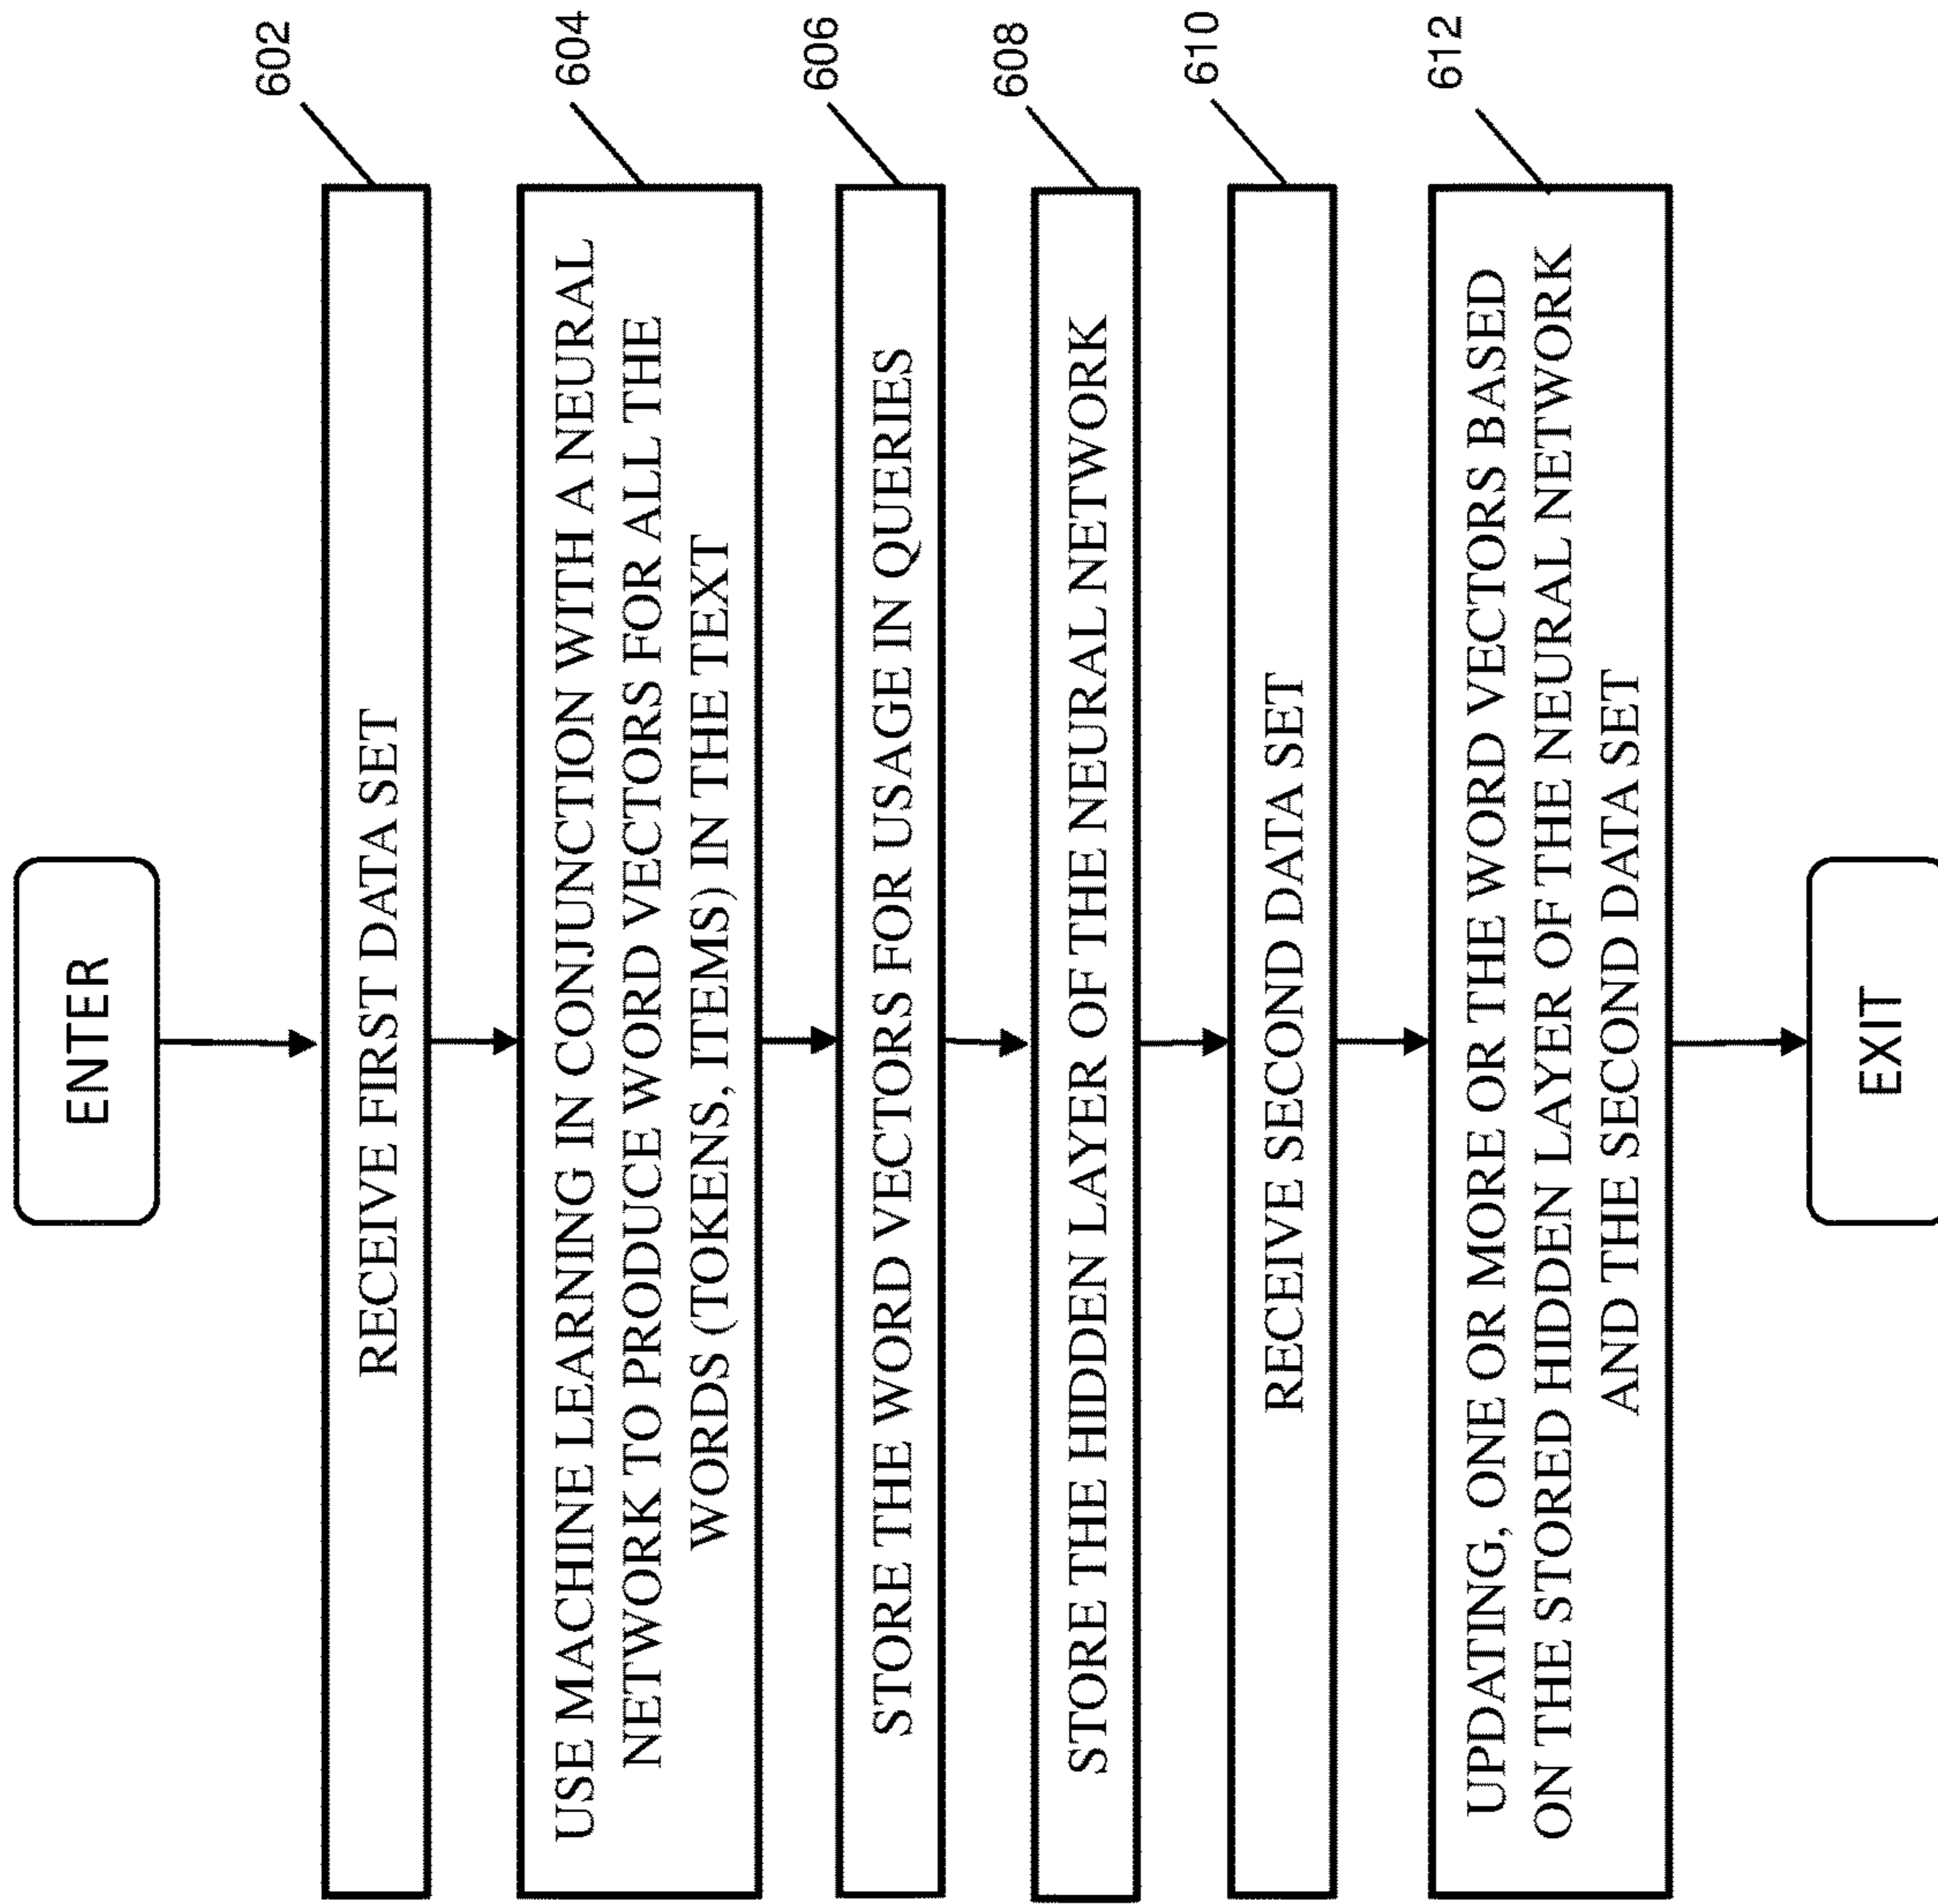 ENTER
RECEIVE FIRST DATA SET
602
USE MACHINE LEARNING IN CONJUNCTION WITH A NEURAL
NETWORK TO PRODUCE WORD VECTORS FOR ALL THE
WORDS (TOKENS, ITEMS) IN THE TEXT
604
STORE THE WORD VECTORS FOR USAGE IN QUERIES
606
STORE THE HIDDEN LAYER OF THE NEURAL NETWORK
608
RECEIVE SECOND DATA SET
610
UPDATING, ONE OR MORE OR THE WORD VECTORS BASED
ON THE STORED HIDDEN LAYER OF THE NEURAL NETWORK
AND THE SECOND DATA SET
612
EXIT